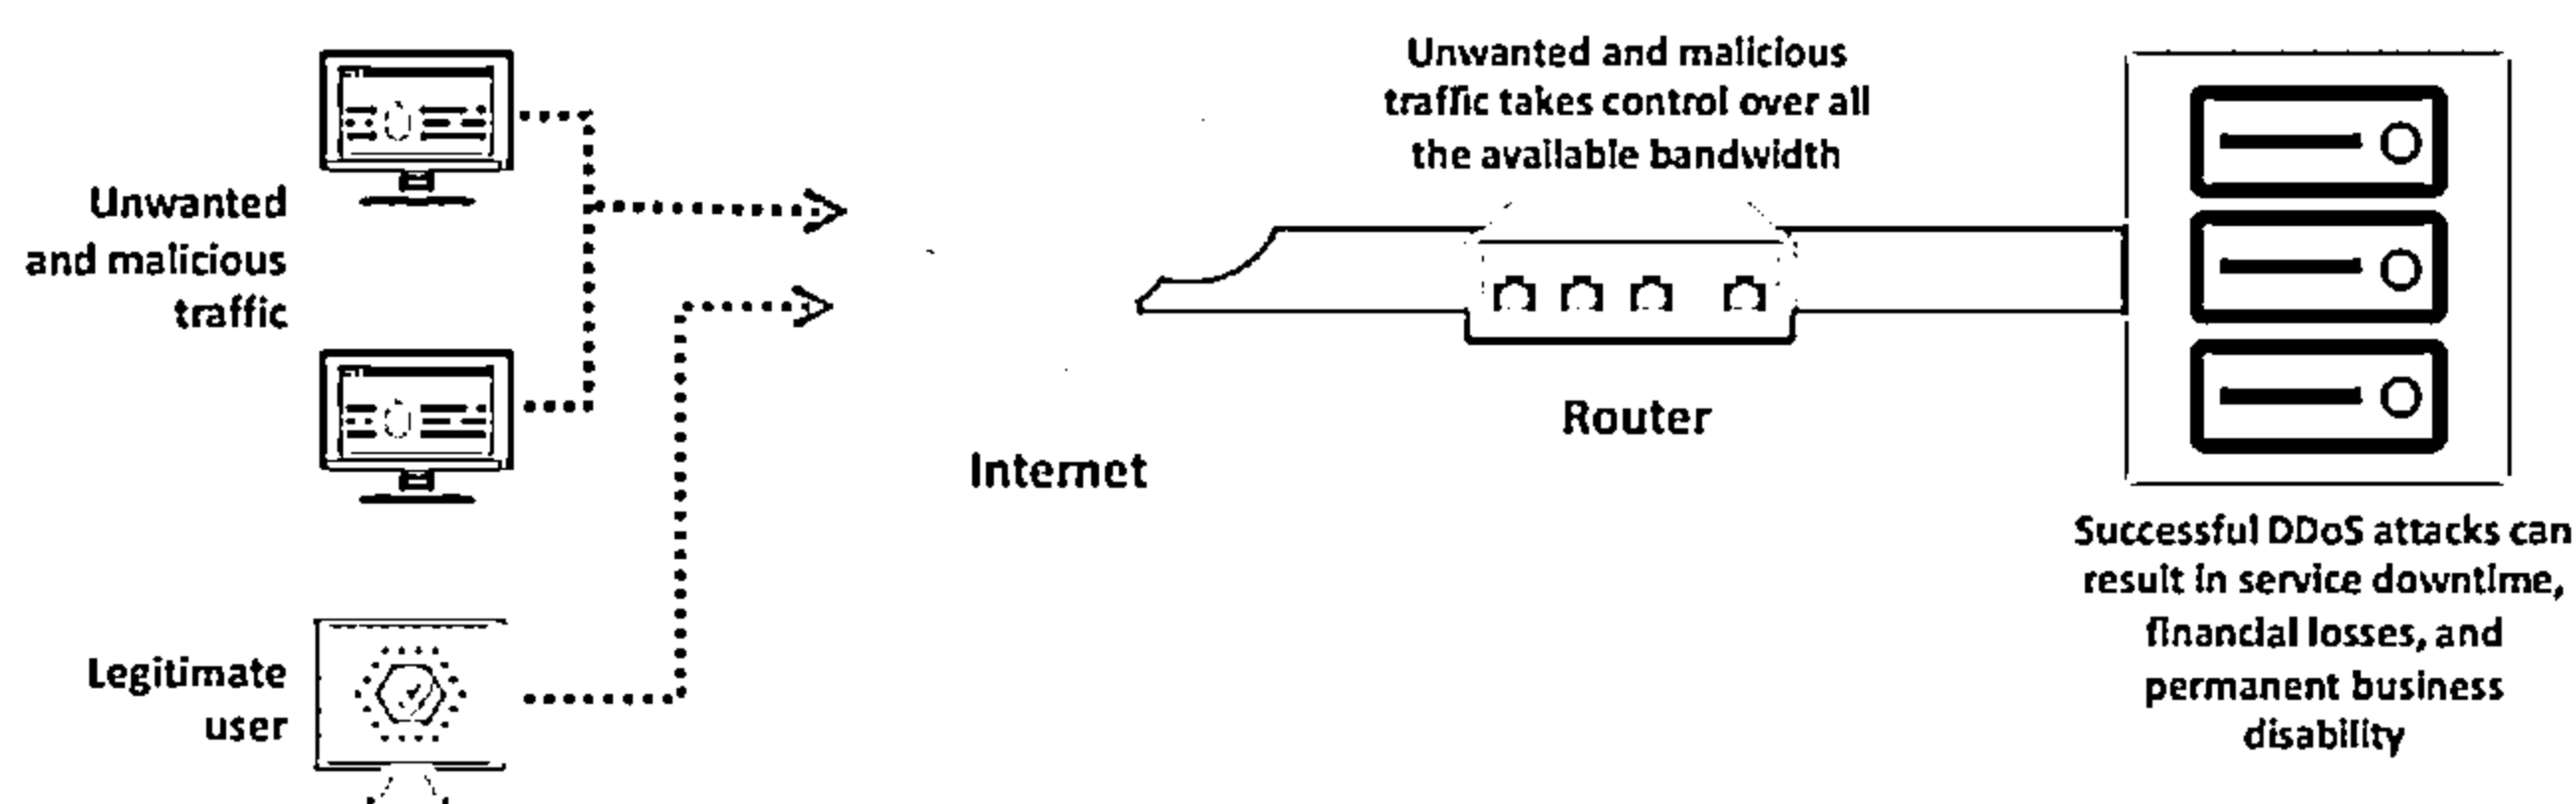 Unwanted
and malicious
traffic
Legitimate
user
Internet
Unwanted and malicious
traffic takes control over all
the available bandwidth
Router
Successful DDoS attacks can
result in service downtime,
financial losses, and
permanent business
disability